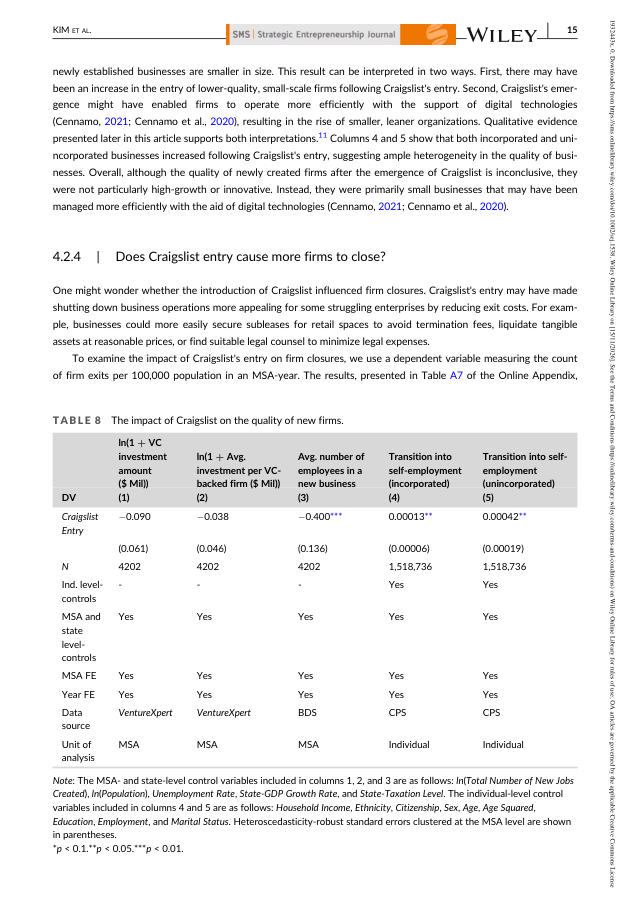 KIM ET AL.
SMS | Strategic Entrepreneurship Journal
WILEY
15
newly established businesses are smaller in size. This result can be interpreted in two ways. First, there may have
been an increase in the entry of lower-quality, small-scale firms following Craigslist's entry. Second, Craigslist's emer-
gence might have enabled firms to operate more efficiently with the support of digital technologies
(Cennamo, 2021; Cennamo et al., 2020), resulting in the rise of smaller, leaner organizations. Qualitative evidence
presented later in this article supports both interpretations.11 Columns 4 and 5 show that both incorporated and uni-
ncorporated businesses increased following Craigslist's entry, suggesting ample heterogeneity in the quality of busi-
nesses. Overall, although the quality of newly created firms after the emergence of Craigslist is inconclusive, they
were not particularly high-growth or innovative. Instead, they were primarily small businesses that may have been
managed more efficiently with the aid of digital technologies (Cennamo, 2021; Cennamo et al., 2020).
4.2.4 | Does Craigslist entry cause more firms to close?
One might wonder whether the introduction of Craigslist influenced firm closures. Craigslist's entry may have made
shutting down business operations more appealing for some struggling enterprises by reducing exit costs. For exam-
ple, businesses could more easily secure subleases for retail spaces to avoid termination fees, liquidate tangible
assets at reasonable prices, or find suitable legal counsel to minimize legal expenses.
To examine the impact of Craigslist's entry on firm closures, we use a dependent variable measuring the count
of firm exits per 100,000 population in an MSA-year. The results, presented in Table A7 of the Online Appendix,
TABLE 8 The impact of Craigslist on the quality of new firms.
DV
ln(1 + VC
investment
amount
($ Mil))
(1)
ln(1 + Avg.
investment per VC-
backed firm ($ Mil))
(2)
Avg. number of
employees in a
new business
(3)
Transition into
self-employment
(incorporated)
(4)
Transition into self-
employment
(unincorporated)
(5)
Craigslist
Entry
−0.090 −0.038 −0.400*** 0.00013** 0.00042**
(0.061) (0.046) (0.136) (0.00006) (0.00019)
N 4202 4202 4202 1,518,736 1,518,736
Ind. level-
controls
- - - Yes Yes
MSA and
state
level-
controls
Yes Yes Yes Yes Yes
MSA FE Yes Yes Yes Yes Yes
Year FE Yes Yes Yes Yes Yes
Data
source
VentureXpert VentureXpert BDS CPS CPS
Unit of
analysis
MSA MSA MSA Individual Individual
Note: The MSA- and state-level control variables included in columns 1, 2, and 3 are as follows: ln(Total Number of New Jobs
Created), ln(Population), Unemployment Rate, State-GDP Growth Rate, and State-Taxation Level. The individual-level control
variables included in columns 4 and 5 are as follows: Household Income, Ethnicity, Citizenship, Sex, Age, Age Squared,
Education, Employment, and Marital Status. Heteroscedasticity-robust standard errors clustered at the MSA level are shown
in parentheses.
*p < 0.1.**p < 0.05.***p < 0.01.